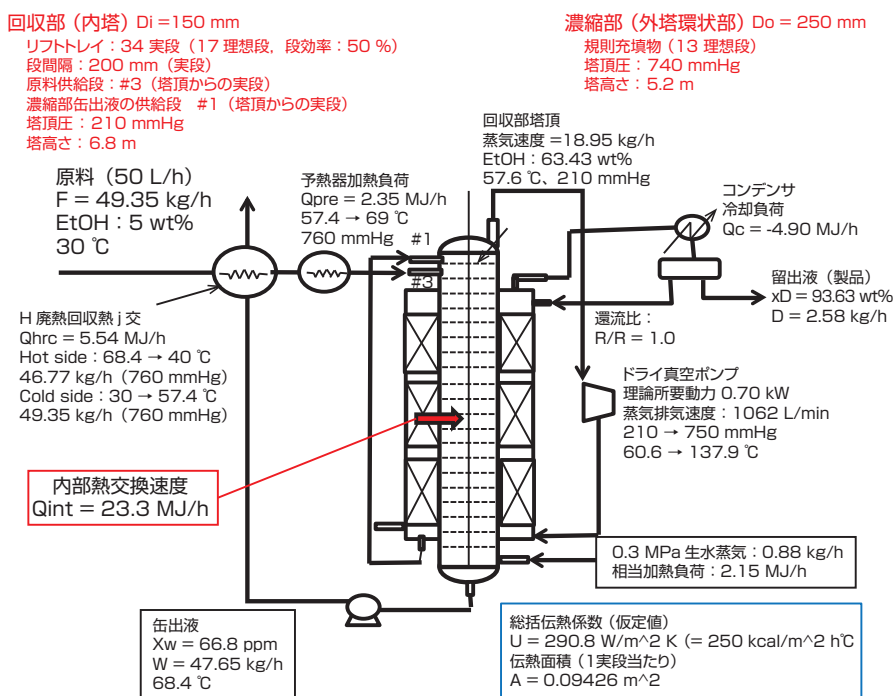 回収部（内塔）Di =150 mm
リフトトレイ：34 実段（17 理想段，段効率：50 %）
段間隔：200 mm（実段）
原料供給段：#3（塔頂からの実段）
濃縮部缶出液の供給段　#1（塔頂からの実段）
塔頂圧：210 mmHg
塔高さ：6.8 m
濃縮部（外塔環状部）Do = 250 mm
規則充填物（13 理想段）
塔頂圧：740 mmHg
塔高さ：5.2 m
回収部塔頂
蒸気速度 =18.95 kg/h
EtOH：63.43 wt%
57.6 ℃、210 mmHg
原料（50 L/h）
F = 49.35 kg/h
EtOH：5 wt%
30 ℃
予熱器加熱負荷
Qpre = 2.35 MJ/h
57.4 → 69 ℃
760 mmHg
#1
#3
コンデンサ
冷却負荷
Qc = -4.90 MJ/h
留出液（製品）
xD = 93.63 wt%
D = 2.58 kg/h
還流比：
R/R = 1.0
H 廃熱回収熱 j 交
Qhrc = 5.54 MJ/h
Hot side：68.4 → 40 ℃
46.77 kg/h（760 mmHg）
Cold side：30 → 57.4 ℃
49.35 kg/h（760 mmHg）
ドライ真空ポンプ
理論所要動力 0.70 kW
蒸気排気速度：1062 L/min
210 → 750 mmHg
60.6 → 137.9 ℃
内部熱交換速度
Qint = 23.3 MJ/h
0.3 MPa 生水蒸気：0.88 kg/h
相当加熱負荷：2.15 MJ/h
缶出液
Xw = 66.8 ppm
W = 47.65 kg/h
68.4 ℃
総括伝熱係数（仮定値）
U = 290.8 W/m^2 K (= 250 kcal/m^2 h℃
伝熱面積（1実段当たり）
A = 0.09426 m^2